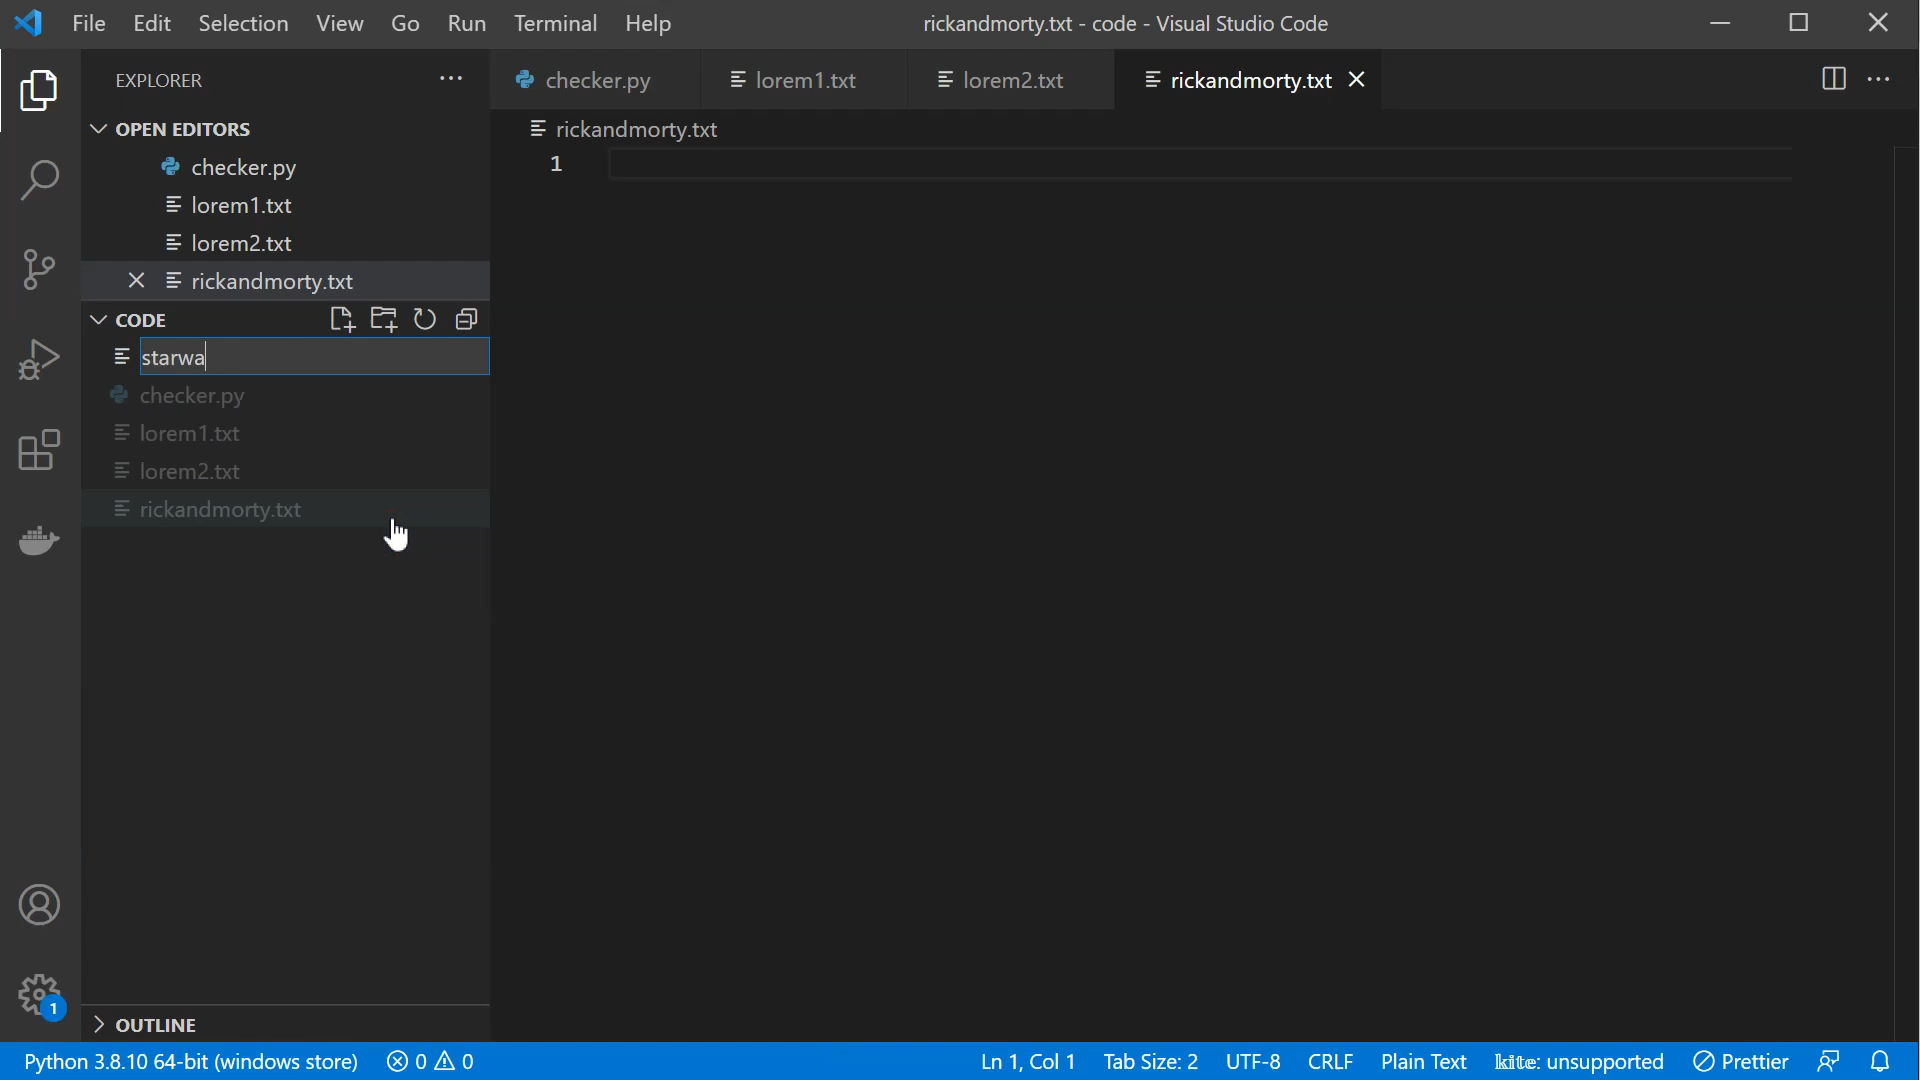 File Edit Selection View Go Run Terminal Help rickandmorty.txt - code - Visual Studio Code
EXPLORER
checker.py lorem1.txt lorem2.txt rickandmorty.txt
OPEN EDITORS
rickandmorty.txt
checker.py
1
lorem1.txt
lorem2.txt
rickandmorty.txt
CODE
starwa
checker.py
lorem1.txt
lorem2.txt
rickandmorty.txt
1
OUTLINE
Python 3.8.10 64-bit (windows store) 0 0 Ln 1, Col 1 Tab Size: 2 UTF-8 CRLF Plain Text kite: unsupported Prettier